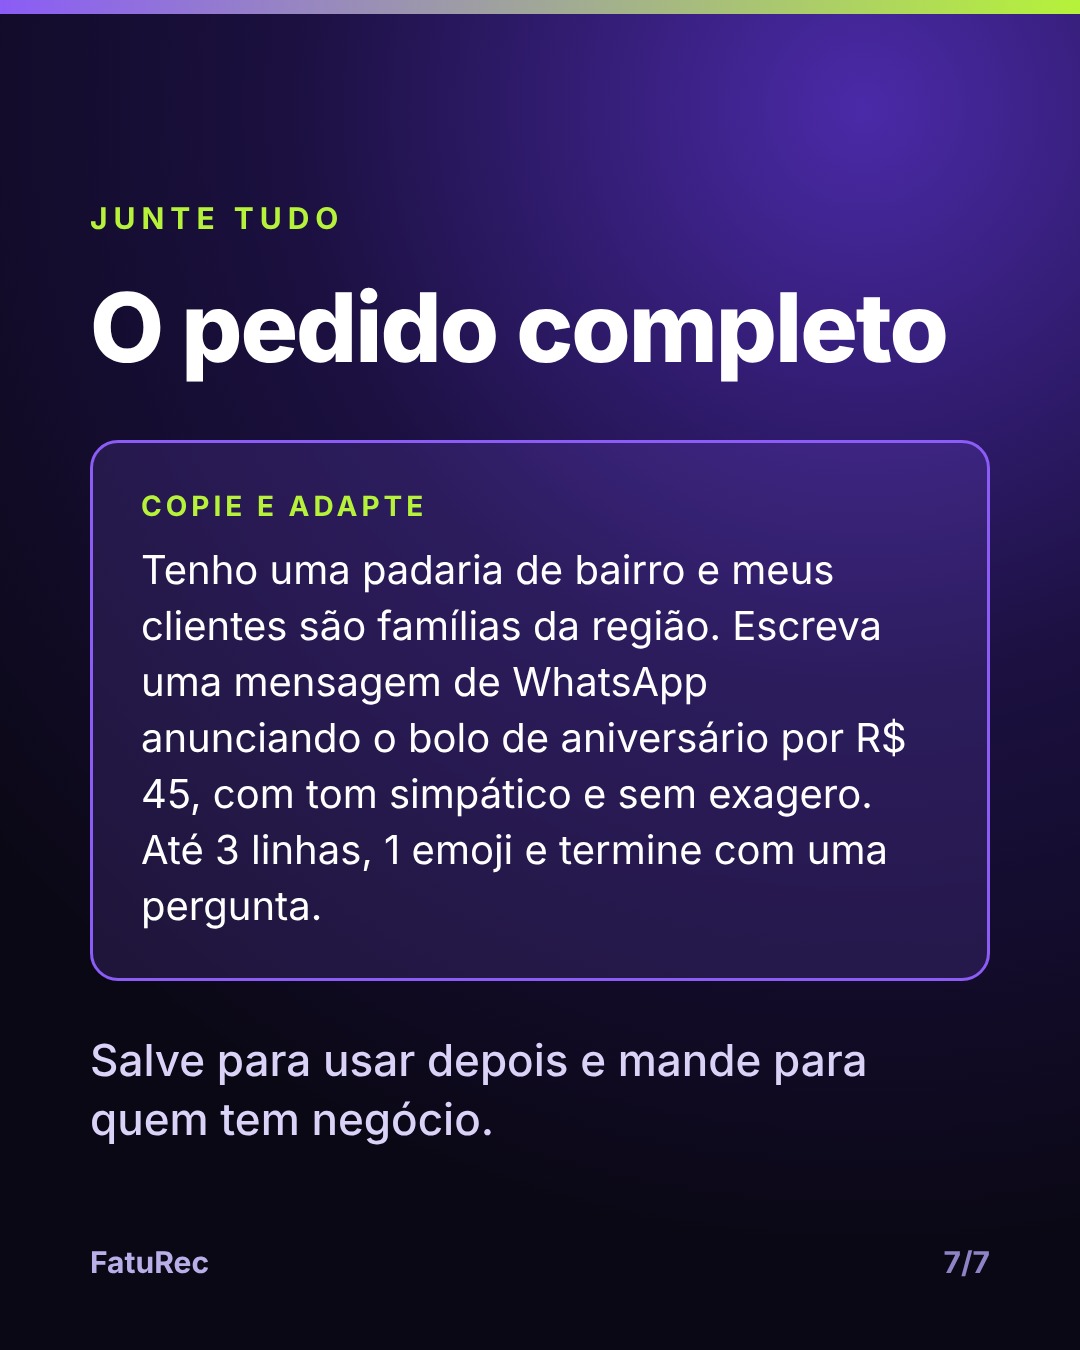 JUNTE TUDO
O pedido completo
COPIE E ADAPTE
Tenho uma padaria de bairro e meus
clientes são famílias da região. Escreva
uma mensagem de WhatsApp
anunciando o bolo de aniversário por R$
45, com tom simpático e sem exagero.
Até 3 linhas, 1 emoji e termine com uma
pergunta.
Salve para usar depois e mande para
quem tem negócio.
FatuRec
7/7